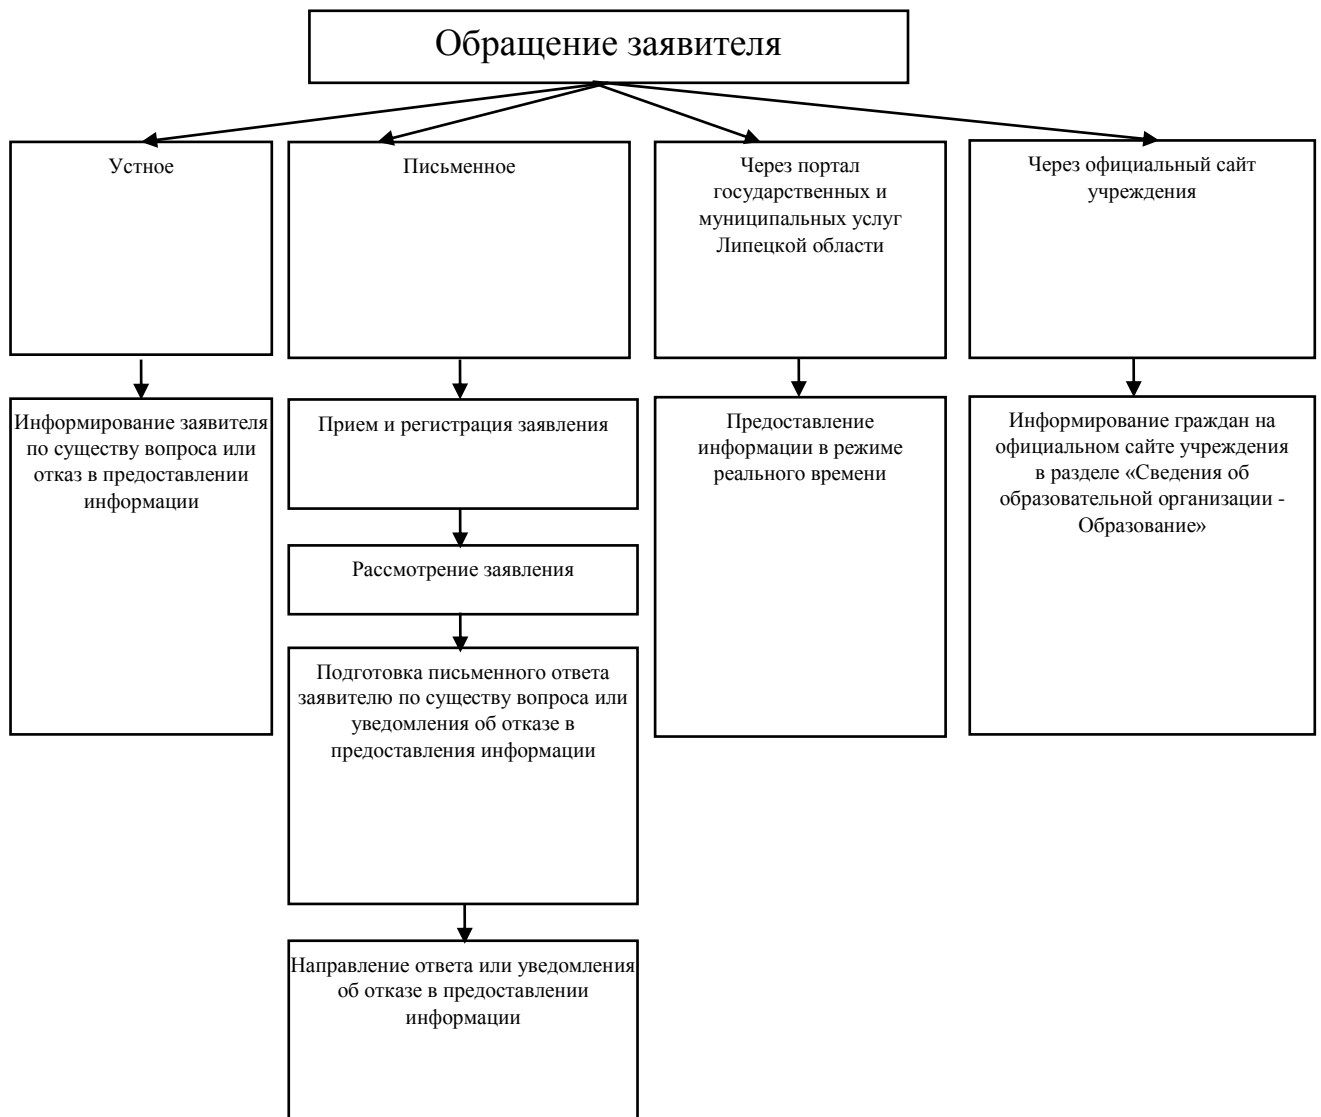 Обращение заявителя
Устное
Письменное
Через портал
государственных и
муниципальных услуг
Липецкой области
Через официальный сайт
учреждения
Информирование заявителя
по существу вопроса или
отказ в предоставлении
информации
Прием и регистрация заявления
Рассмотрение заявления
Подготовка письменного ответа
заявителю по существу вопроса или
уведомления об отказе в
предоставления информации
Направление ответа или уведомления
об отказе в предоставлении
информации
Предоставление
информации в режиме
реального времени
Информирование граждан на
официальном сайте учреждения
в разделе «Сведения об
образовательной организации -
Образование»